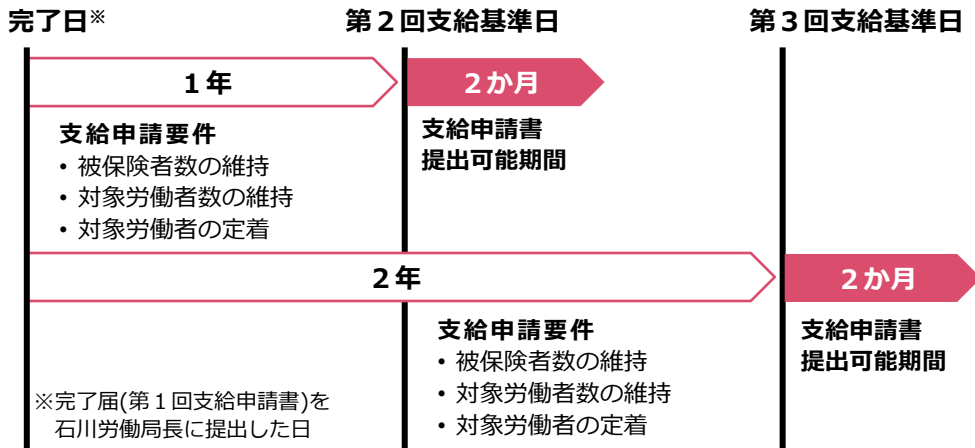 完了日※
第２回支給基準日
第３回支給基準日
１年
２か月
支給申請要件
• 被保険者数の維持
• 対象労働者数の維持
• 対象労働者の定着
支給申請書
提出可能期間
２年
２か月
支給申請要件
• 被保険者数の維持
• 対象労働者数の維持
• 対象労働者の定着
支給申請書
提出可能期間
※完了届(第１回支給申請書)を
石川労働局長に提出した日